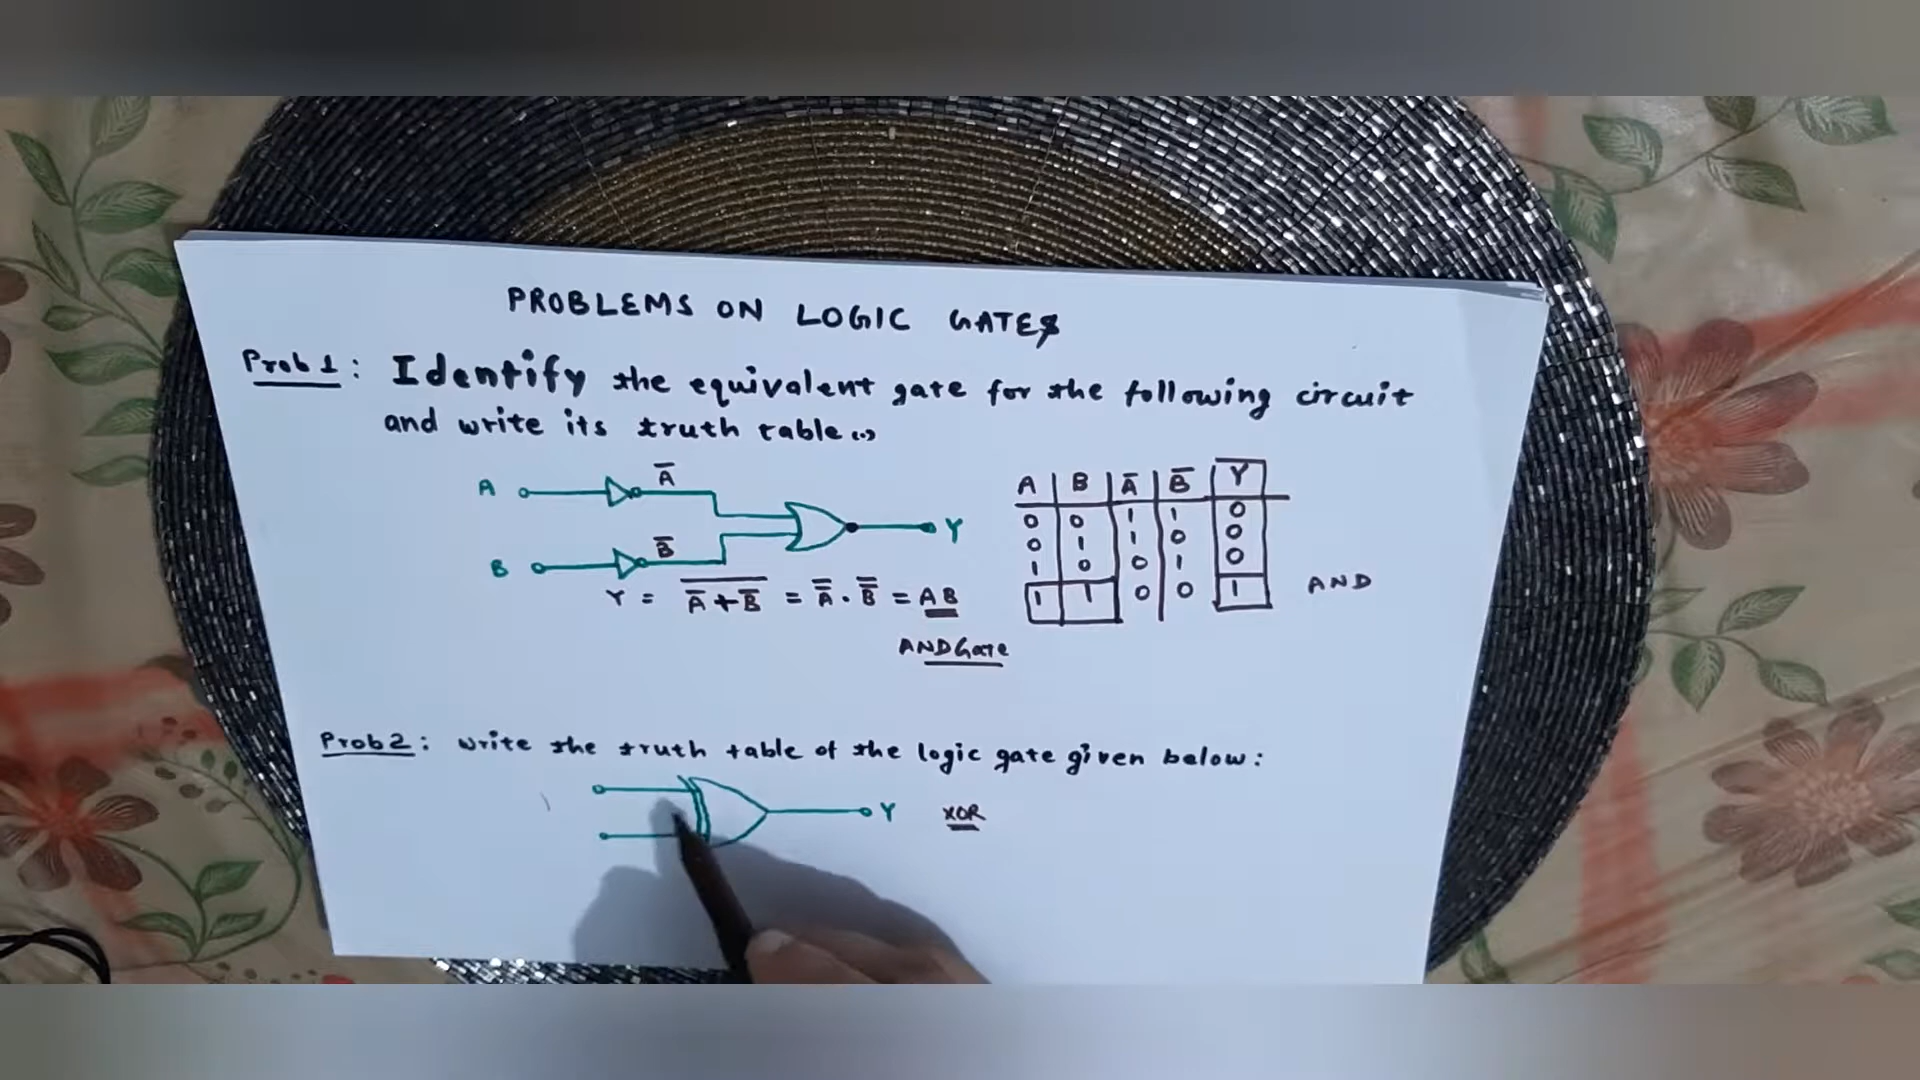 PROBLEMS ON LOGIC GATES
Prob 1: Identify the equivalent gate for the following circuit
and write its truth table.
A A̅
B B̅
Y
Y = \overline{A̅+B̅} = A̿ . B̿ = AB
AND Gate
A B A̅ B̅ Y
0 0 1 1 0
0 1 1 0 0
1 0 0 1 0
1 1 0 0 1 AND
Prob 2: Write the truth table of the logic gate given below:
Y XOR